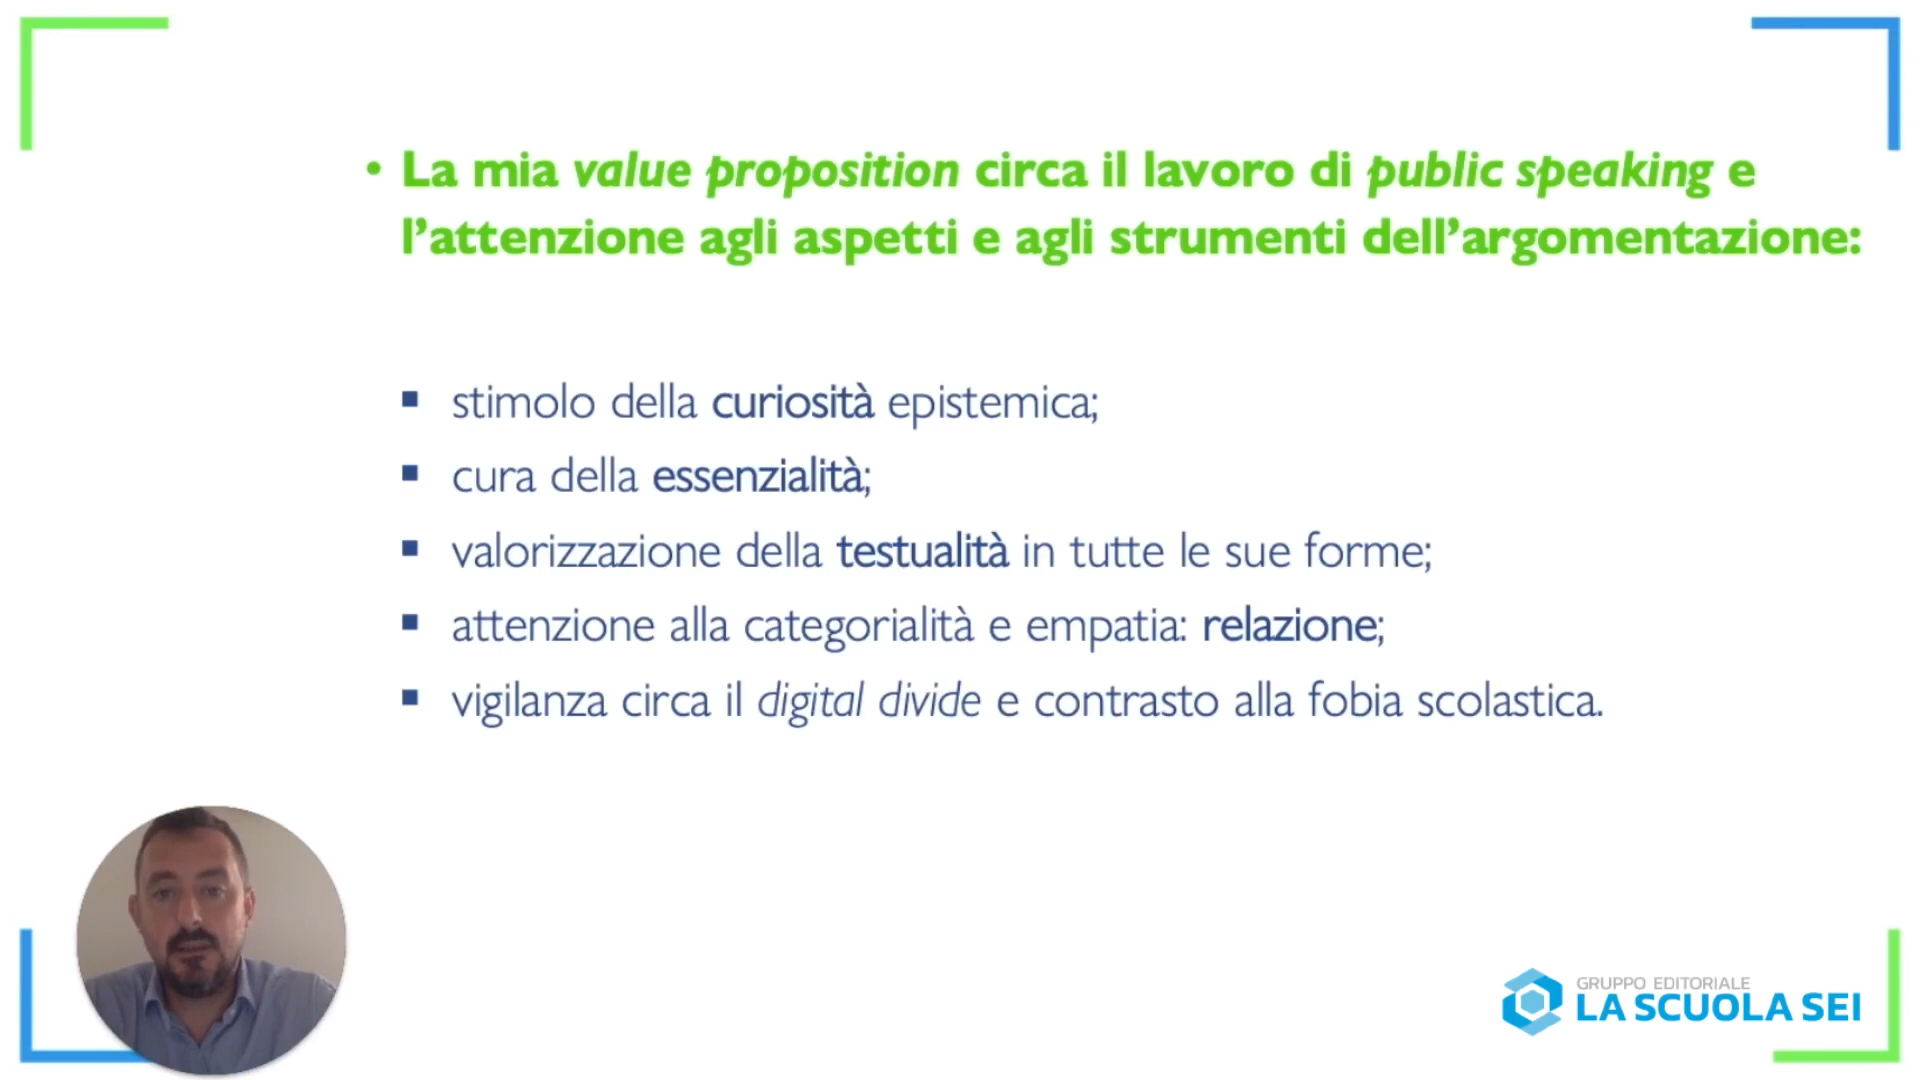 • La mia value proposition circa il lavoro di public speaking e
l’attenzione agli aspetti e agli strumenti dell’argomentazione:
▪ stimolo della curiosità epistemica;
▪ cura della essenzialità;
▪ valorizzazione della testualità in tutte le sue forme;
▪ attenzione alla categorialità e empatia: relazione;
▪ vigilanza circa il digital divide e contrasto alla fobia scolastica.
GRUPPO EDITORIALE
LA SCUOLA SEI